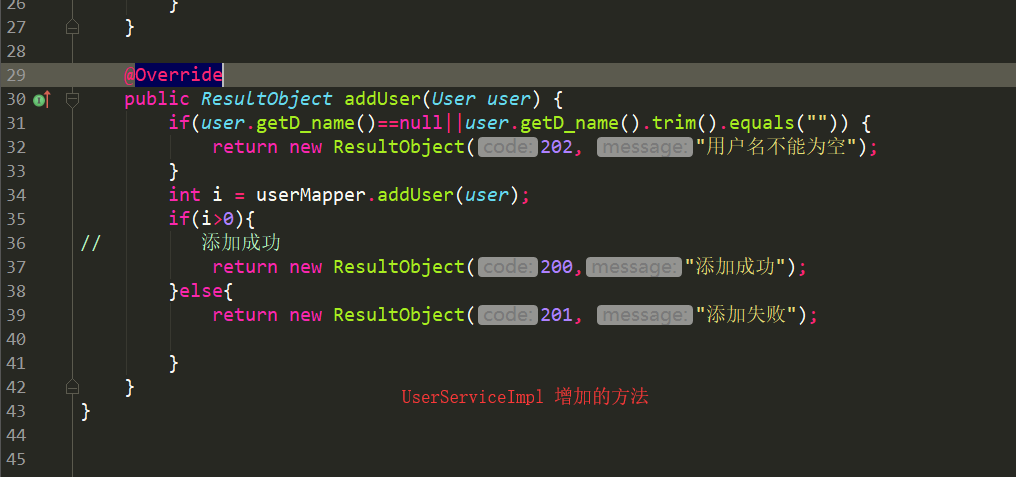 26 }
27 }
28
29 @Override
30 public ResultObject addUser(User user) {
31 if(user.getD_name()==null||user.getD_name().trim().equals("")) {
32 return new ResultObject( code: 202, message: "用户名不能为空");
33 }
34 int i = userMapper.addUser(user);
35 if(i>0){
36 // 添加成功
37 return new ResultObject( code: 200, message: "添加成功");
38 }else{
39 return new ResultObject( code: 201, message: "添加失败");
40
41 }
42 }
UserServiceImpl 增加的方法
43 }
44
45